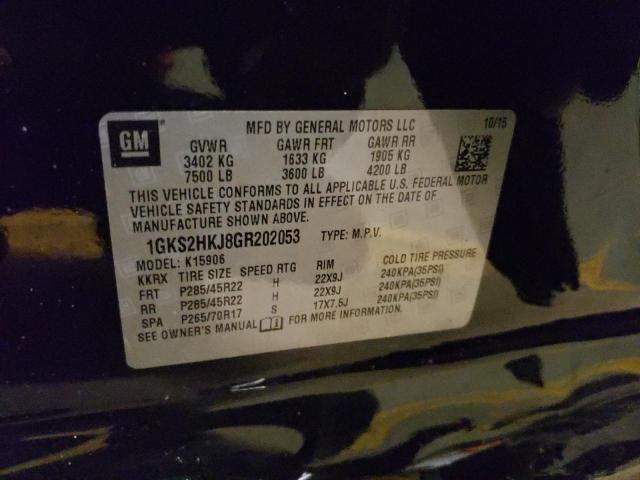 GM
MFD BY GENERAL MOTORS LLC 10/15
GVWR GAWR FRT GAWR RR
3402 KG 1633 KG 1905 KG
7500 LB 3600 LB 4200 LB
THIS VEHICLE CONFORMS TO ALL APPLICABLE U.S. FEDERAL MOTOR
VEHICLE SAFETY STANDARDS IN EFFECT ON THE DATE OF
MANUFACTURE SHOWN ABOVE.
1GKS2HKJ8GR202053 TYPE: M.P.V.
MODEL: K15906
KKRX TIRE SIZE SPEED RTG RIM COLD TIRE PRESSURE
FRT P285/45R22 H 22X9J 240KPA(35PSI)
RR P285/45R22 H 22X9J 240KPA(35PSI)
SPA P265/70R17 S 17X7.5J 240KPA(35PSI)
SEE OWNER'S MANUAL FOR MORE INFORMATION.